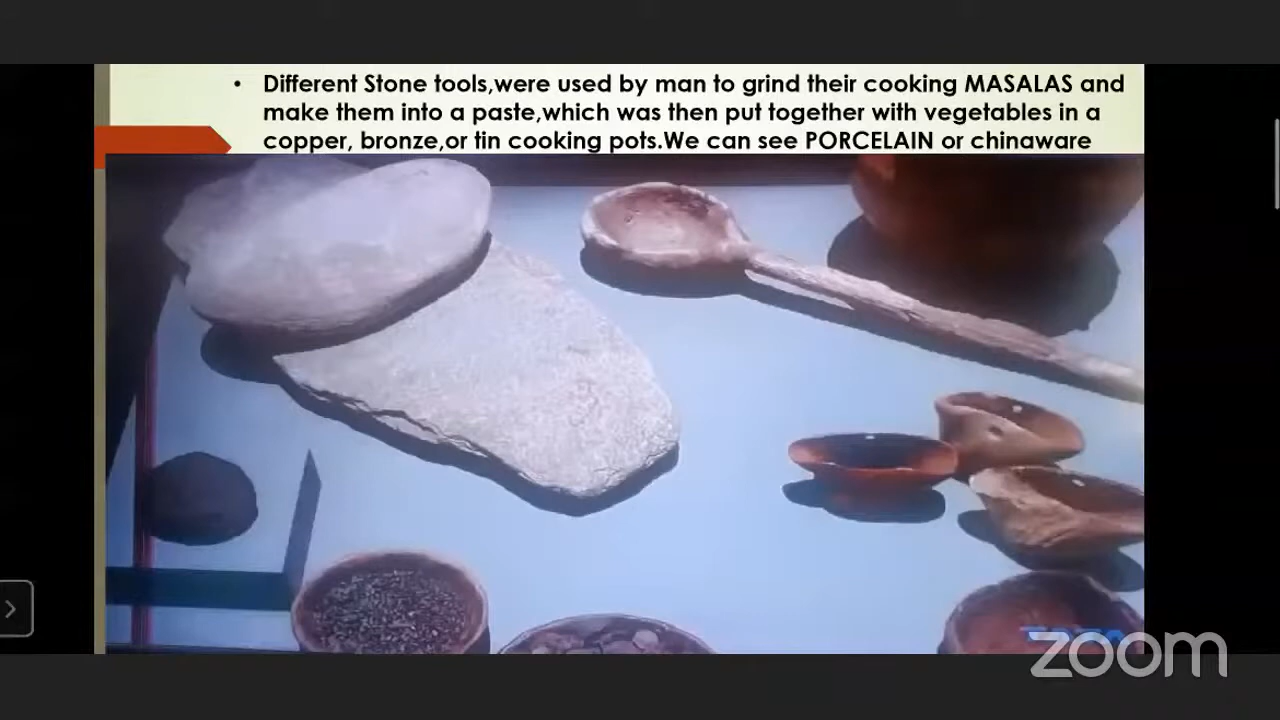 • Different Stone tools,were used by man to grind their cooking MASALAS and
make them into a paste,which was then put together with vegetables in a
copper, bronze,or tin cooking pots.We can see PORCELAIN or chinaware
zoom